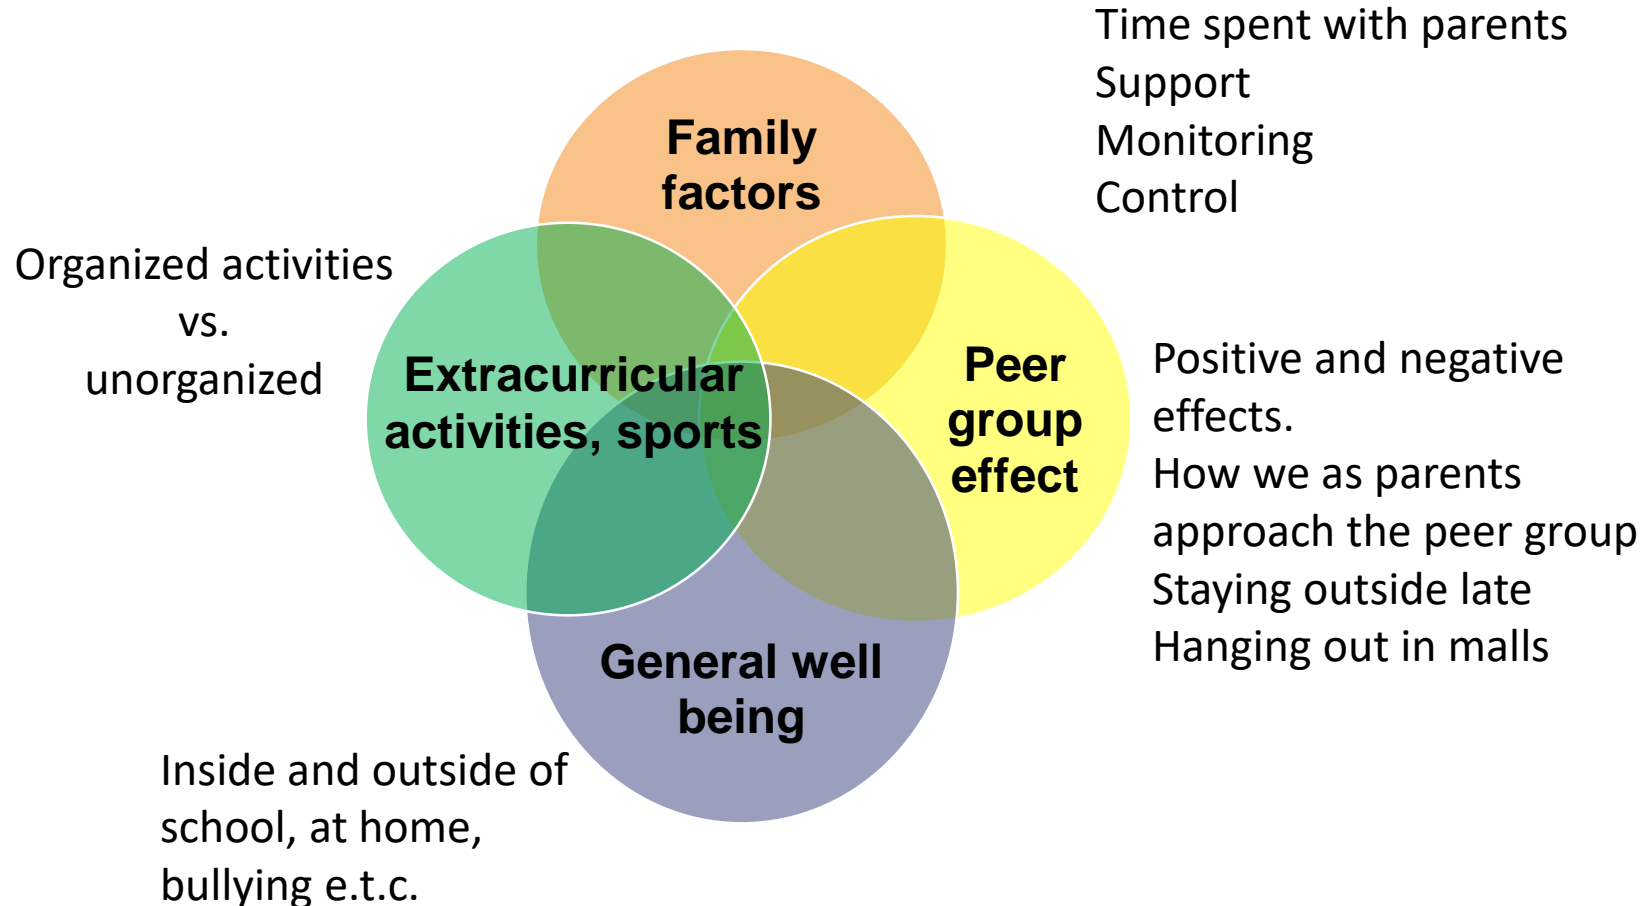 Time spent with parents
Support
Monitoring
Control
Family
factors
Organized activities
vs.
unorganized
Extracurricular
activities, sports
Peer
group
effect
Positive and negative
effects.
How we as parents
approach the peer group
Staying outside late
Hanging out in malls
General well
being
Inside and outside of
school, at home,
bullying e.t.c.